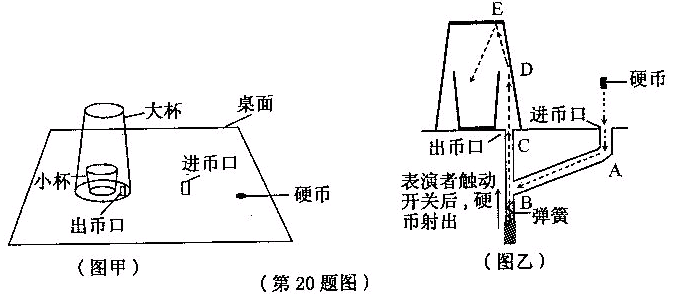 大杯
桌面
小杯
进币口
硬币
出币口
（图甲）
E
D
硬币
进币口
出币口
C
A
表演者触动
开关后，硬
币射出
B
弹簧
（图乙）
（第20题图）